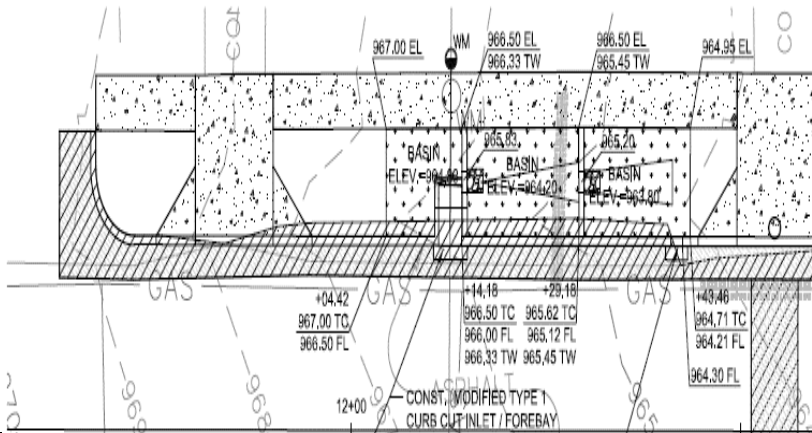 WM
967.00 EL
966.50 EL
966.33 TW
966.50 EL
965.45 TW
964.95 EL
965.83
965.20
BASIN
BASIN
ELEV.=964.20
BASIN
ELEV.=963.80
GAS
GAS
GAS
+04.42
967.00 TC
966.50 FL
+14.18
966.50 TC
966.00 FL
966.33 TW
+29.18
965.62 TC
965.12 FL
965.45 TW
+43.46
964.71 TC
964.21 FL
964.30 FL
969
968
965
ASPHALT
12+00
CONST. MODIFIED TYPE 1
CURB CUT INLET / FOREBAY